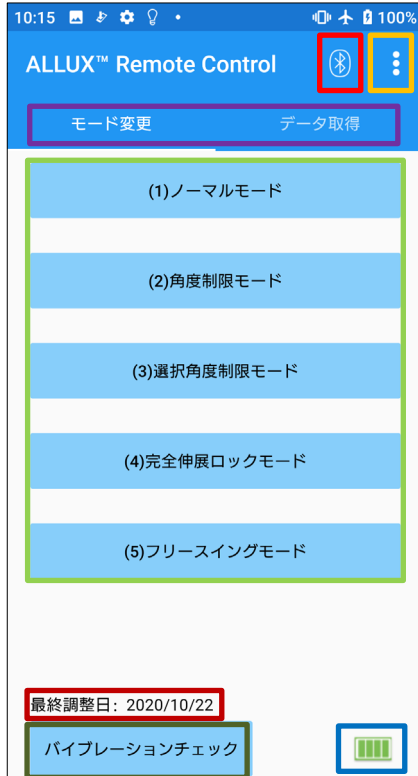 10:15 100%
ALLUX™ Remote Control
モード変更 データ取得
(1)ノーマルモード
(2)角度制限モード
(3)選択角度制限モード
(4)完全伸展ロックモード
(5)フリースイングモード
最終調整日: 2020/10/22
バイブレーションチェック